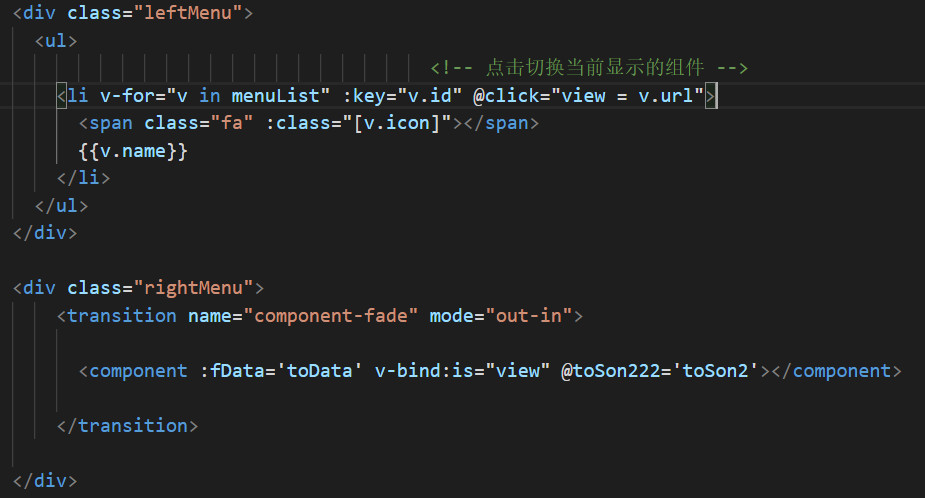 <div class="leftMenu">
<ul>
<!-- 点击切换当前显示的组件 -->
<li v-for="v in menuList" :key="v.id" @click="view = v.url">
<span class="fa" :class="[v.icon]"></span>
{{v.name}}
</li>
</ul>
</div>
<div class="rightMenu">
<transition name="component-fade" mode="out-in">
<component :fData='toData' v-bind:is="view" @toSon222='toSon2'></component>
</transition>
</div>